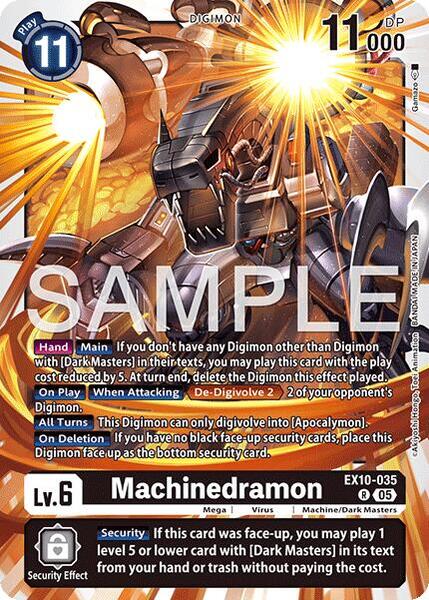 DIGIMON
Play
11
11000 DP
Gamazo
SAMPLE
©Akiyoshi Hongo, Toei Animation BANDAI MADE IN JAPAN
Hand Main If you don't have any Digimon other than Digimon
with [Dark Masters] in their texts, you may play this card with the play
cost reduced by 5. At turn end, delete the Digimon this effect played.
On Play When Attacking De-Digivolve 2 2 of your opponent's
Digimon.
All Turns This Digimon can only digivolve into [Apocalymon].
On Deletion If you have no black face-up security cards, place this
Digimon face up as the bottom security card.
Lv.6 Machinedramon EX10-035
R 05
Mega Virus Machine/Dark Masters
Security If this card was face-up, you may play 1
level 5 or lower card with [Dark Masters] in its text
from your hand or trash without paying the cost.
Security Effect